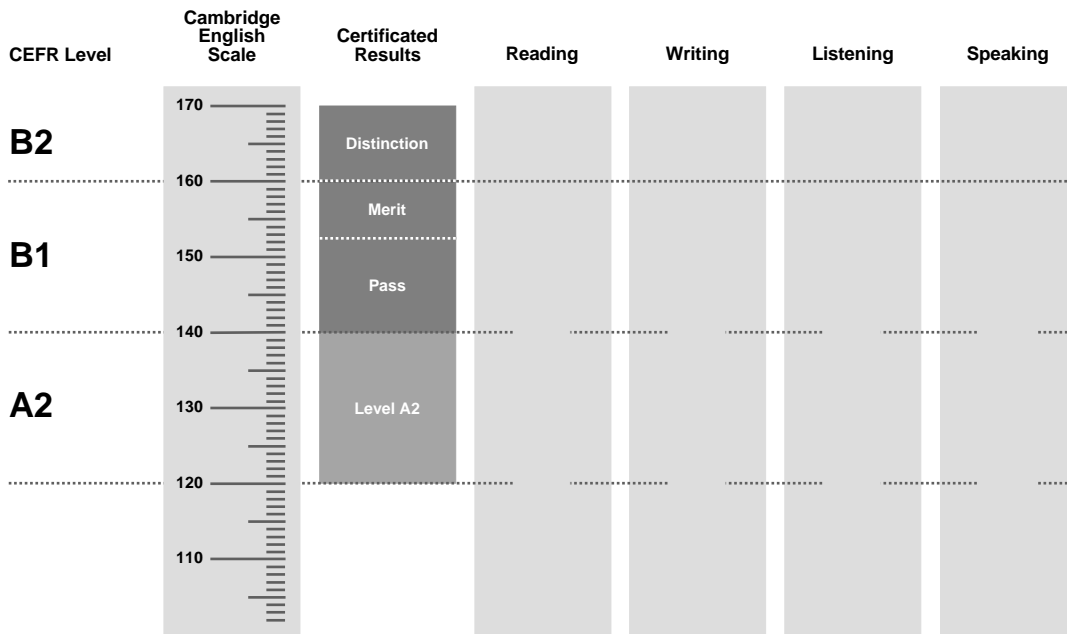 CEFR Level
Cambridge
English
Scale
Certificated
Results
Reading
Writing
Listening
Speaking
170
B2
Distinction
160
Merit
B1
150
Pass
140
A2
130
Level A2
120
110